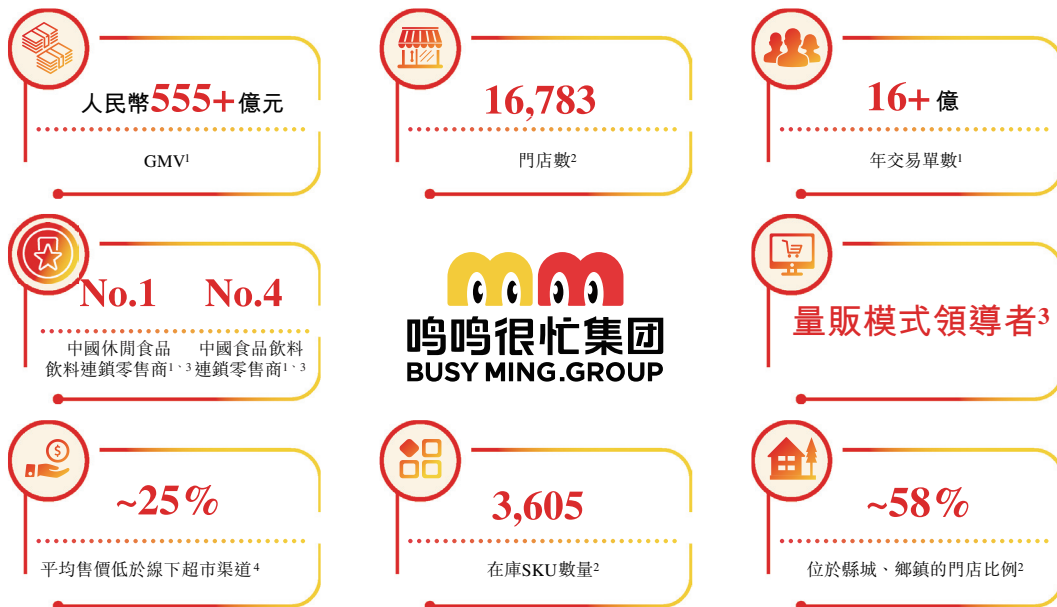 人民幣555+億元
GMV¹
16,783
門店數²
16+億
年交易單數¹
No.1
中國休閒食品
飲料連鎖零售商¹˴³
No.4
中國食品飲料
連鎖零售商¹˴³
mm
鸣鸣很忙集团
BUSY MING.GROUP
量販模式領導者³
$
~25%
平均售價低於線下超市渠道⁴
3,605
在庫SKU數量²
~58%
位於縣城、鄉鎮的門店比例²